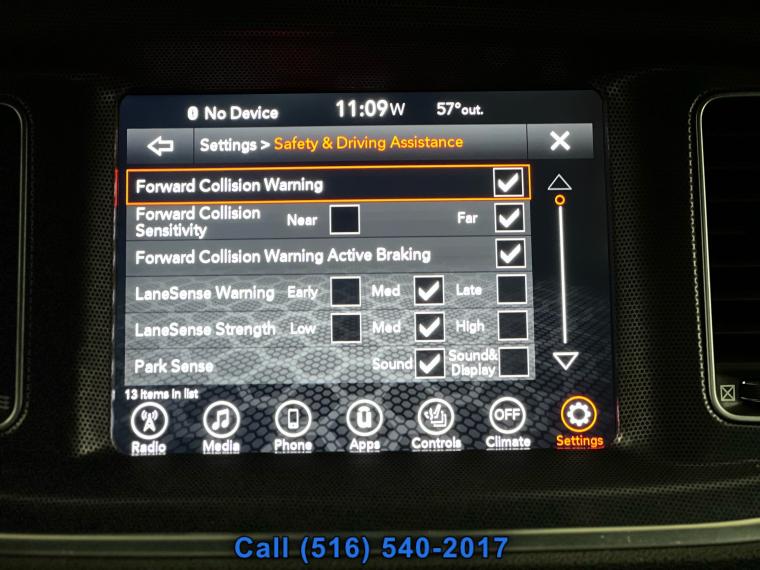 No Device 11:09W 57°out.
Settings > Safety & Driving Assistance
Forward Collision Warning
Forward Collision Sensitivity Near Far
Forward Collision Warning Active Braking
LaneSense Warning Early Med Late
LaneSense Strength Low Med High
Park Sense Sound Sound& Display
13 items in list
Radio Media Phone Apps Controls OFF Climate Settings
Call (516) 540-2017